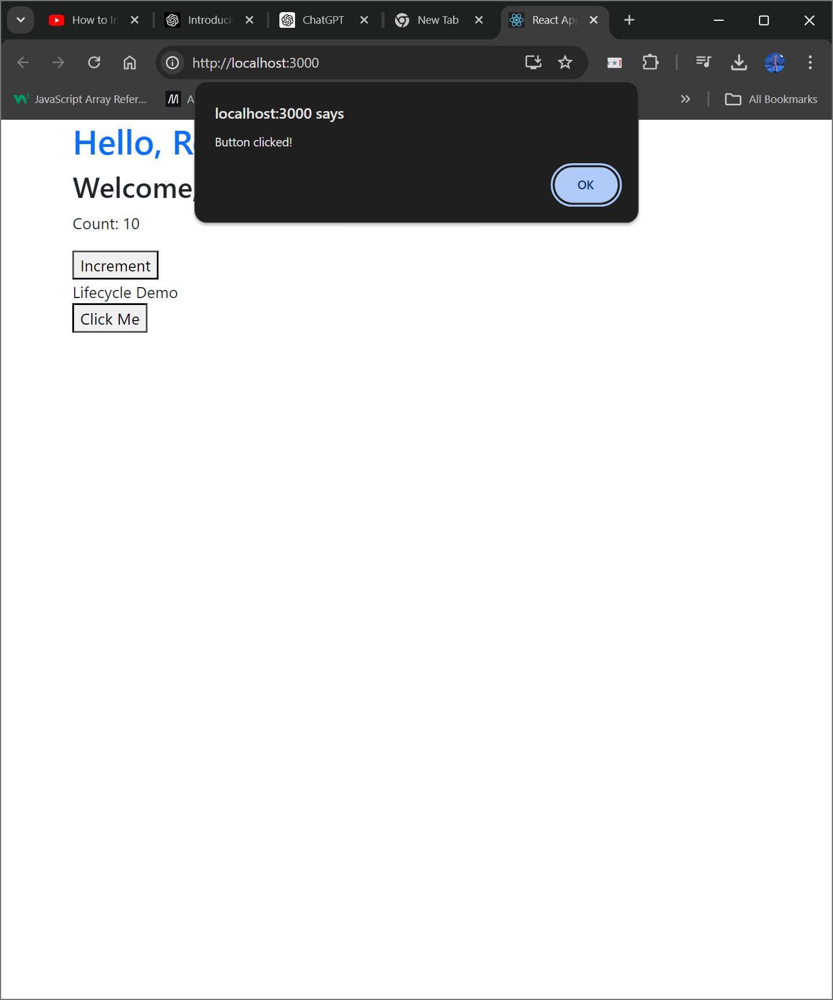 How to In
Introducin
ChatGPT
New Tab
React App
http://localhost:3000
JavaScript Array Refer...
A
All Bookmarks
localhost:3000 says
Button clicked!
OK
Hello, R
Welcome,
Count: 10
Increment
Lifecycle Demo
Click Me